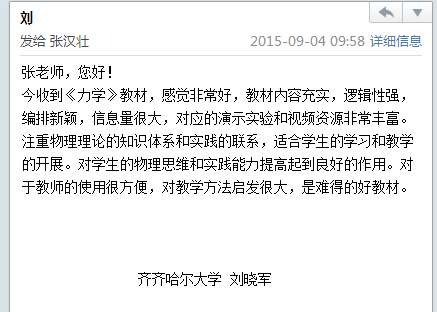 刘
发给 张汉壮 2015-09-04 09:58 详细信息
张老师，您好！
今收到《力学》教材，感觉非常好，教材内容充实，逻辑性强，
编排新颖，信息量很大，对应的演示实验和视频资源非常丰富。
注重物理理论的知识体系和实践的联系，适合学生的学习和教学
的开展。对学生的物理思维和实践能力提高起到良好的作用。对
于教师的使用很方便，对教学方法启发很大，是难得的好教材。
齐齐哈尔大学 刘晓军